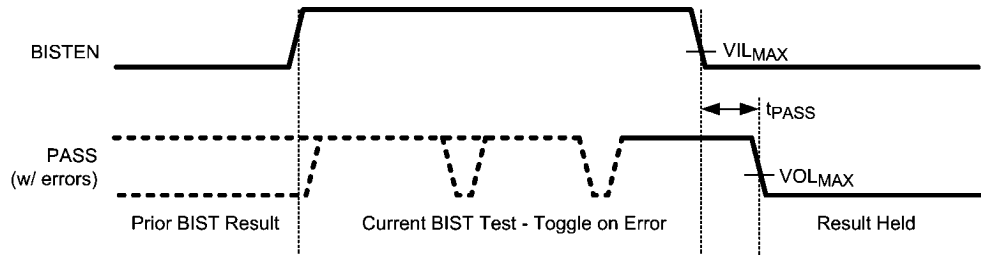 BISTEN
VILMAX
tPASS
PASS
(w/ errors)
VOLMAX
Prior BIST Result
Current BIST Test - Toggle on Error
Result Held